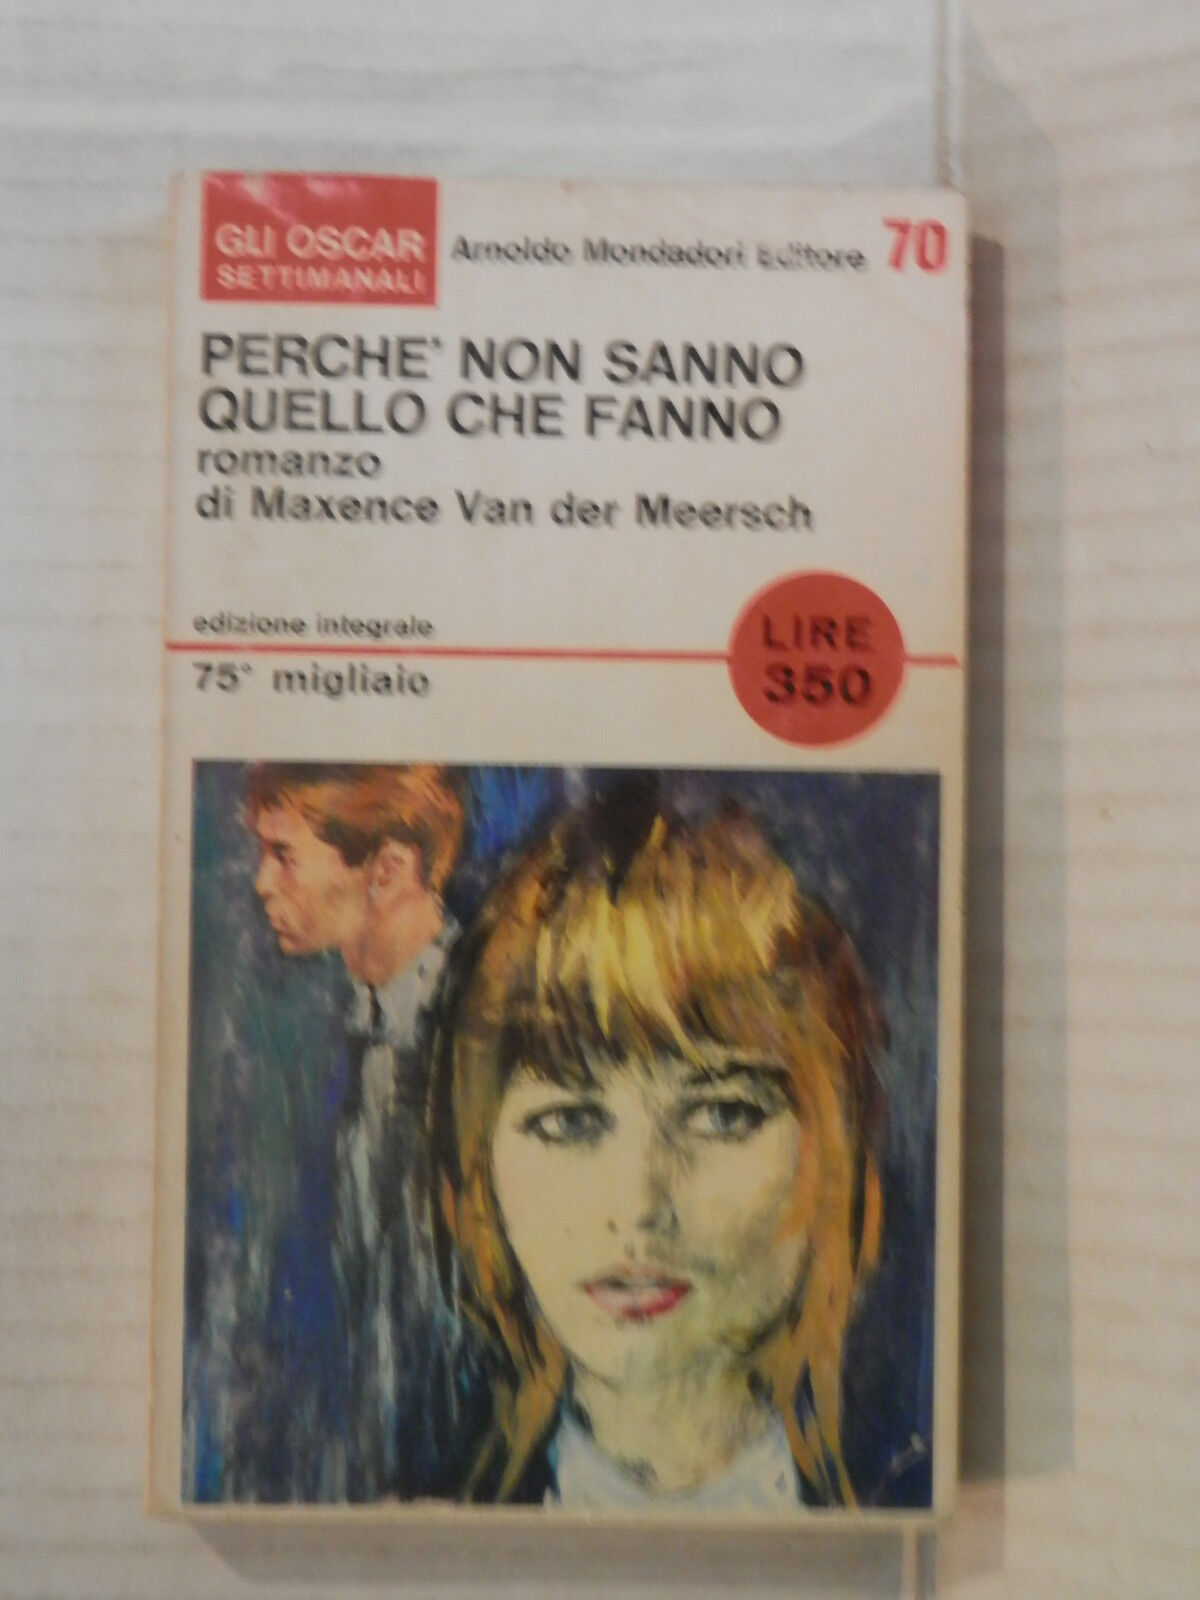 GLI OSCAR
SETTIMANALI
Arnoldo Mondadori Editore 70
PERCHE' NON SANNO
QUELLO CHE FANNO
romanzo
di Maxence Van der Meersch
edizione integrale
75° migliaio
LIRE
350